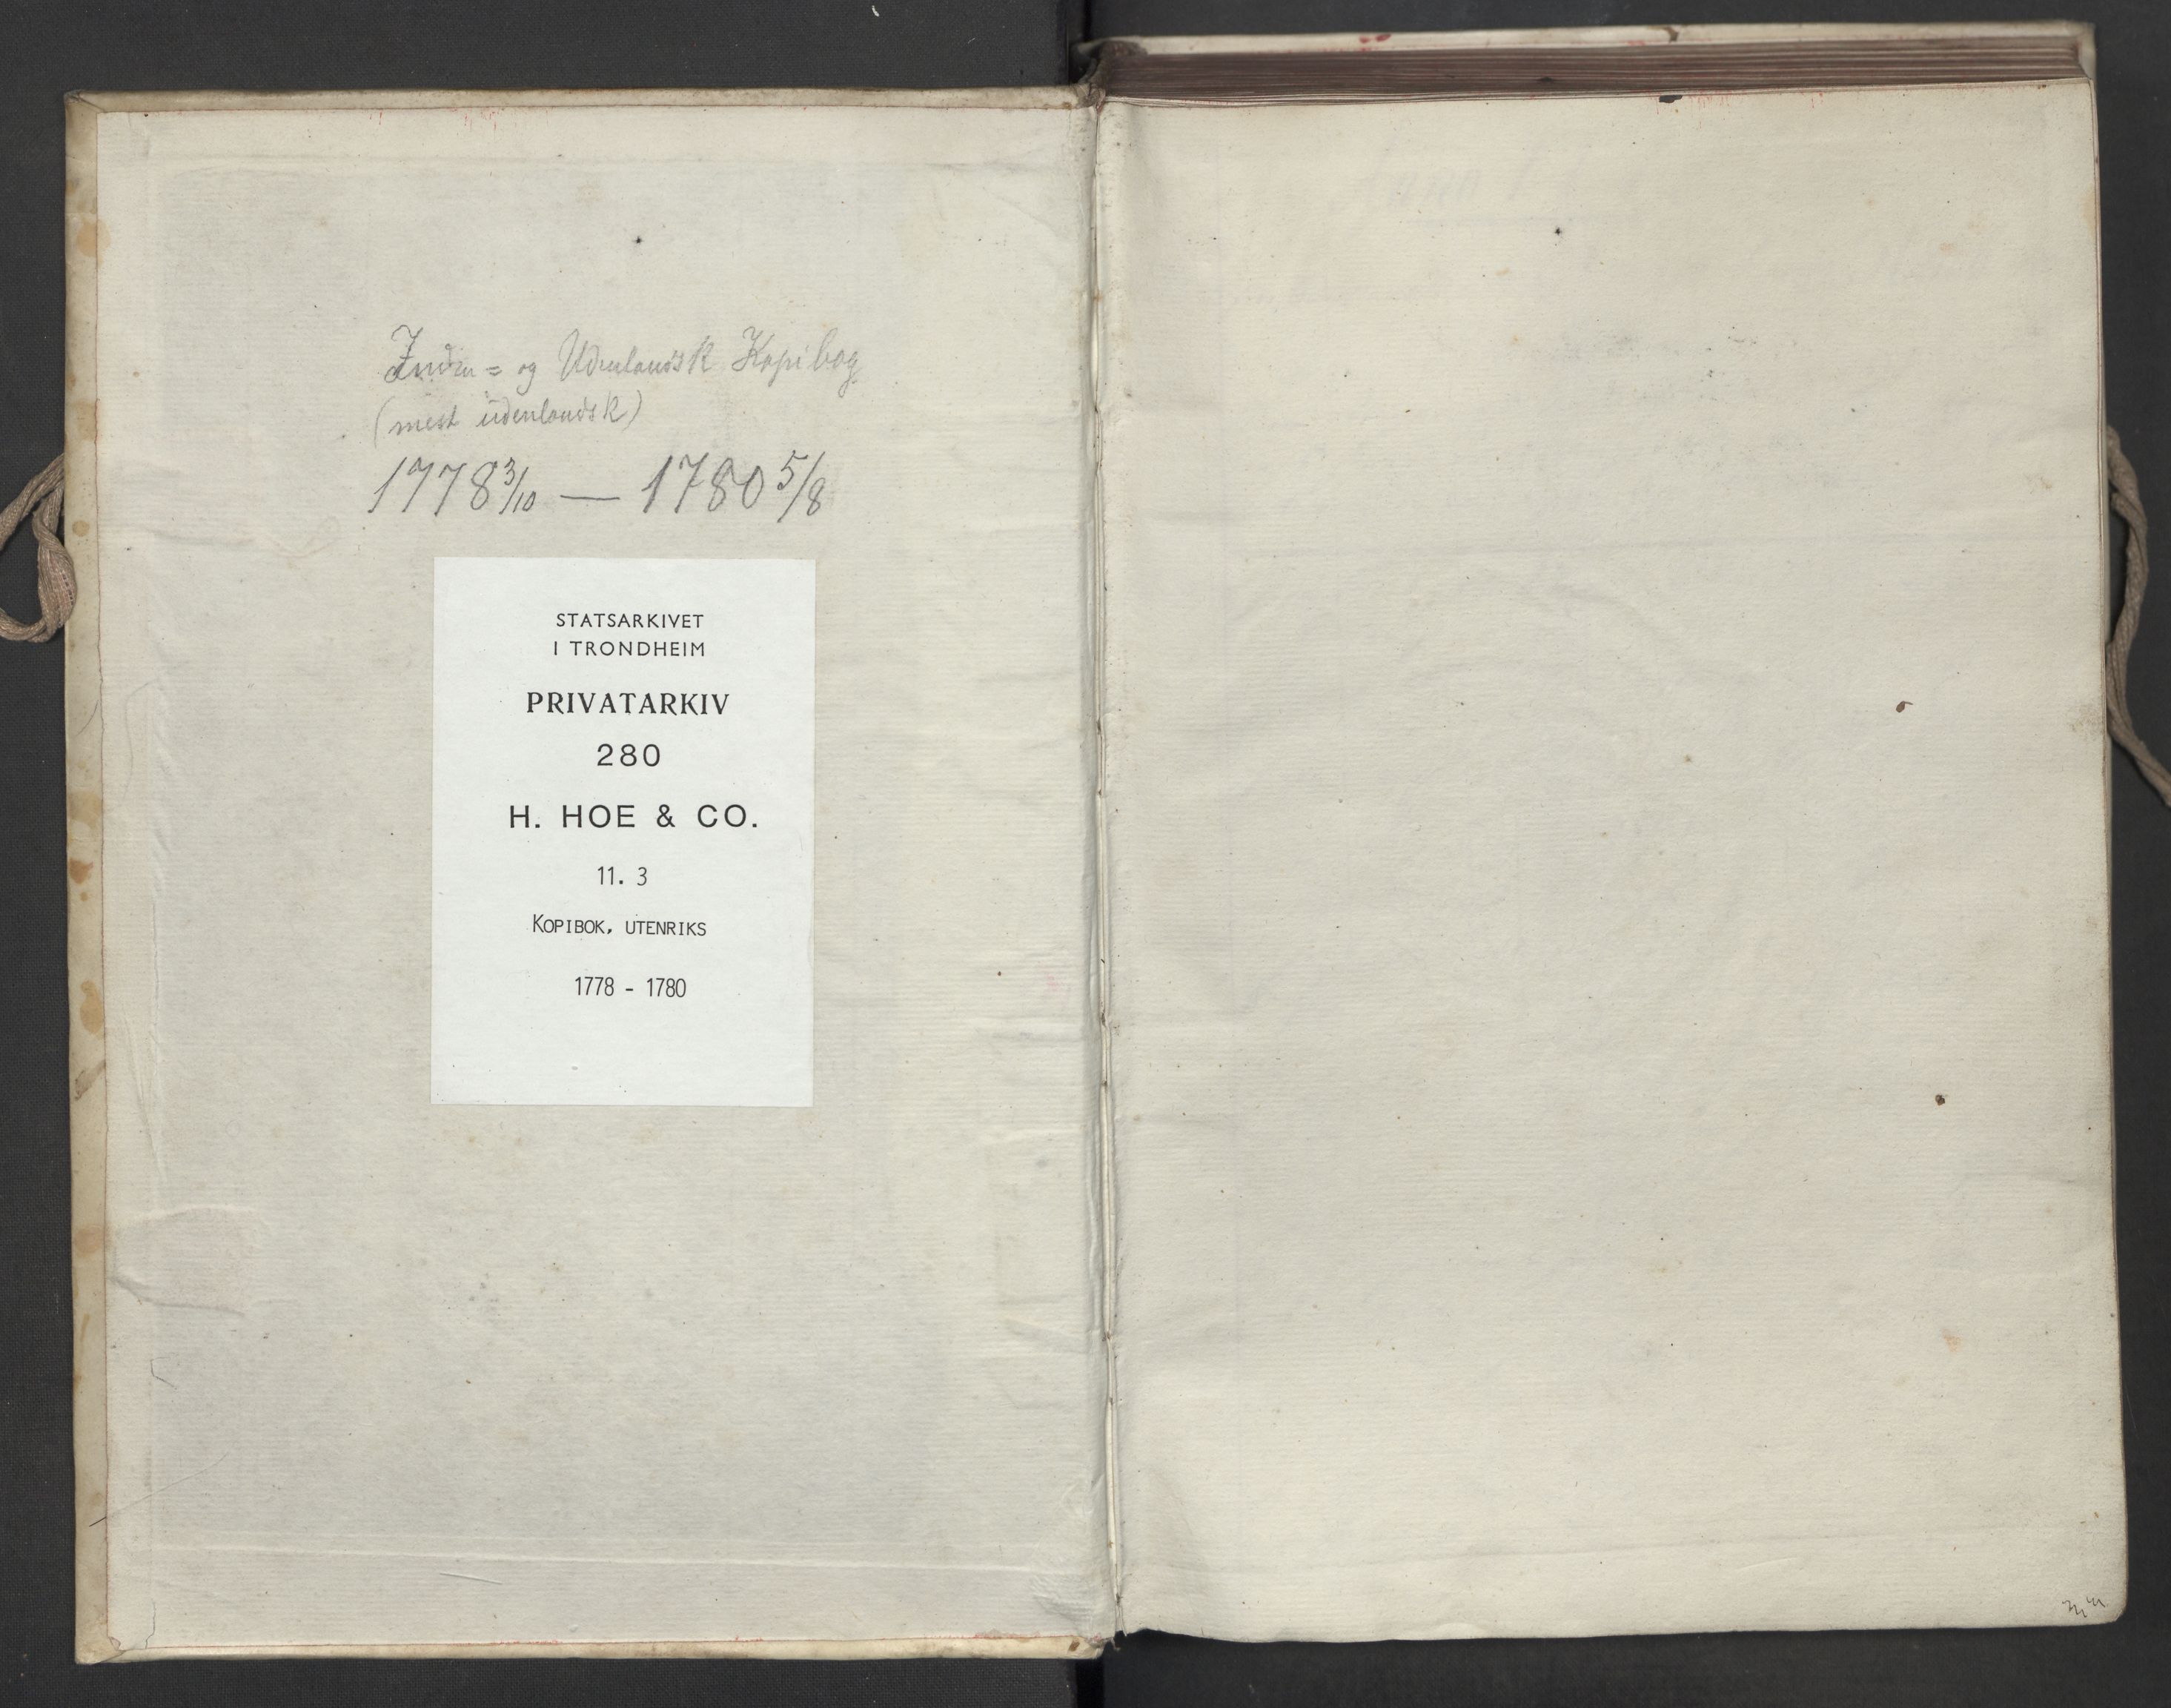 Inden= og Udenlandsk Kopibog
(mest udenlandsk)
1778 3/10 — 1780 5/8
STATSARKIVET
I TRONDHEIM
PRIVATARKIV
280
H. HOE & CO.
11. 3
KOPIBOK, UTENRIKS
1778 - 1780